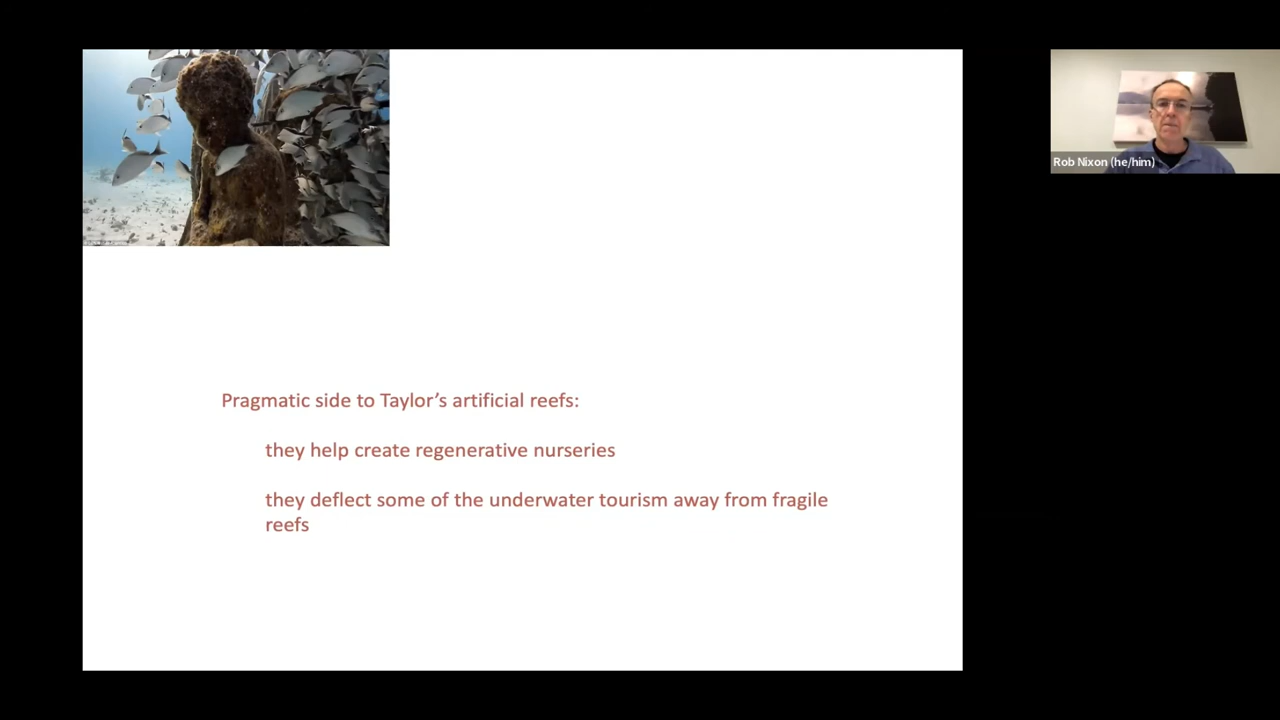 Rob Nixon (he/him)
Pragmatic side to Taylor’s artificial reefs:
they help create regenerative nurseries
they deflect some of the underwater tourism away from fragile
reefs